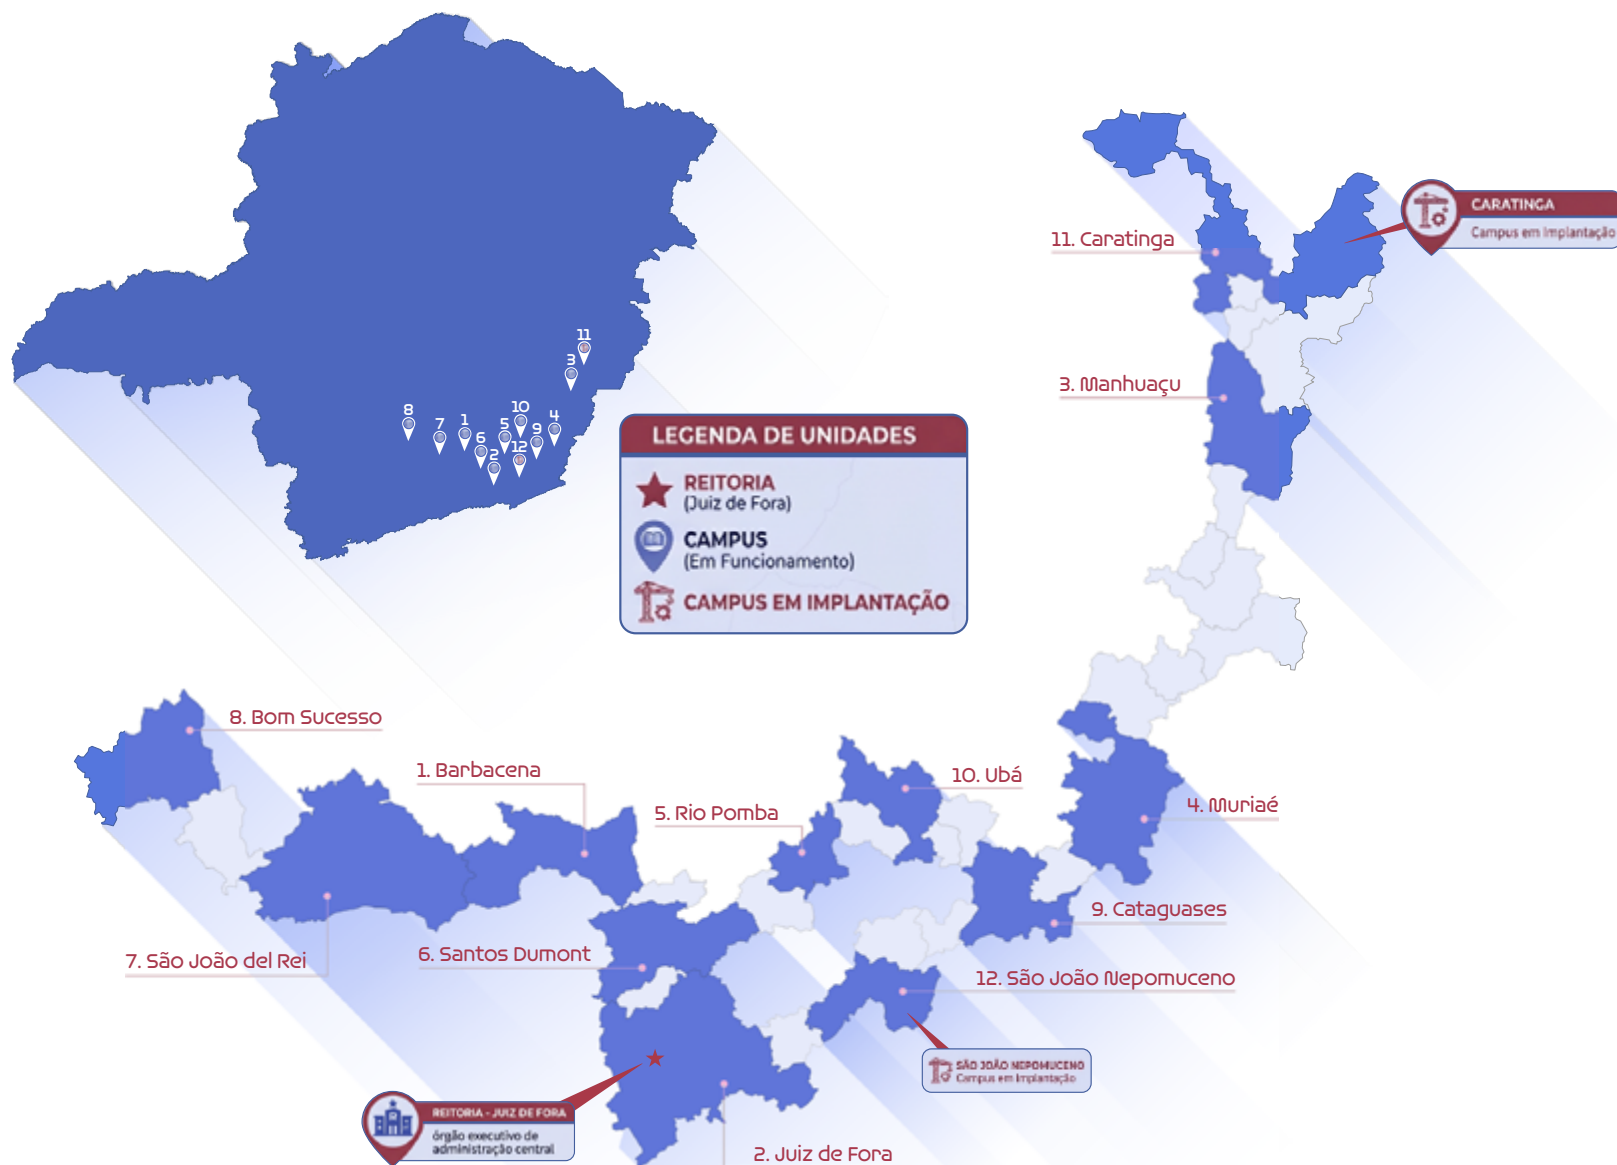 CARATINGA
Campus em Implantação
11. Caratinga
3. Manhuaçu
11
3
8
7
1
6
2
5
10
12
9
4
LEGENDA DE UNIDADES
REITORIA
(Juiz de Fora)
CAMPUS
(Em Funcionamento)
CAMPUS EM IMPLANTAÇÃO
8. Bom Sucesso
1. Barbacena
5. Rio Pomba
10. Ubá
4. Muriaé
9. Cataguases
7. São João del Rei
6. Santos Dumont
12. São João Nepomuceno
SÃO JOÃO NEPOMUCENO
Campus em Implantação
REITORIA - JUIZ DE FORA
órgão executivo de
administração central
2. Juiz de Fora